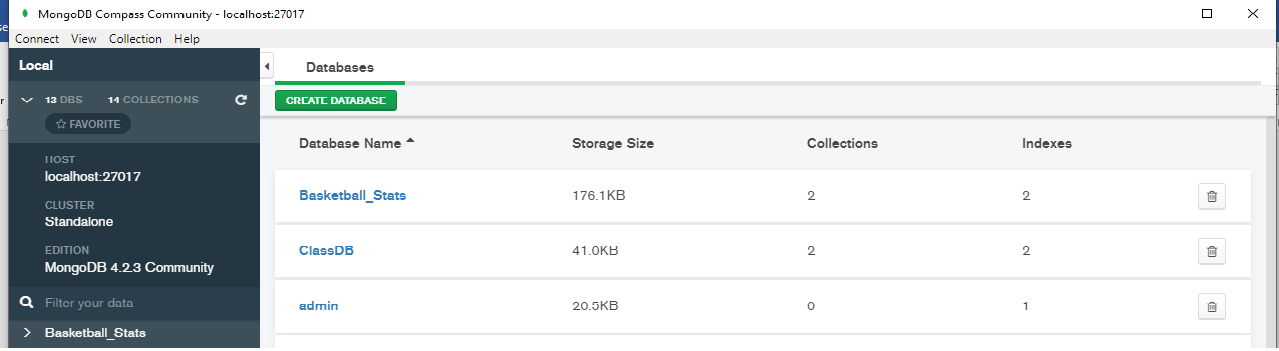 MongoDB Compass Community - localhost:27017
Connect View Collection Help
Local
13 DBS 14 COLLECTIONS
FAVORITE
HOST
localhost:27017
CLUSTER
Standalone
EDITION
MongoDB 4.2.3 Community
Filter your data
Basketball_Stats
Databases
CREATE DATABASE
Database Name Storage Size Collections Indexes
Basketball_Stats 176.1KB 2 2
ClassDB 41.0KB 2 2
admin 20.5KB 0 1